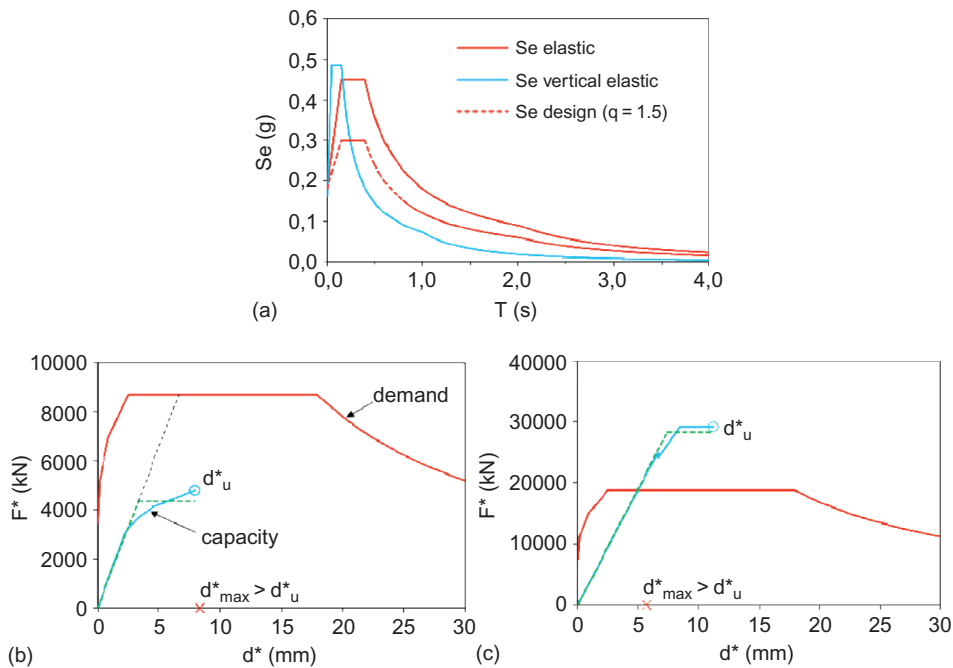 0,6
0,5
0,4
0,3
0,2
0,1
0,0
Se (g)
Se elastic
Se vertical elastic
Se design (q = 1.5)
0,0 1,0 2,0 3,0 4,0
T (s)
(a)
10000
8000
6000
4000
2000
0
F* (kN)
demand
d*u
capacity
d*max > d*u
0 5 10 15 20 25 30
d* (mm)
(b)
40000
30000
20000
10000
0
F* (kN)
d*u
d*max > d*u
0 5 10 15 20 25 30
d* (mm)
(c)